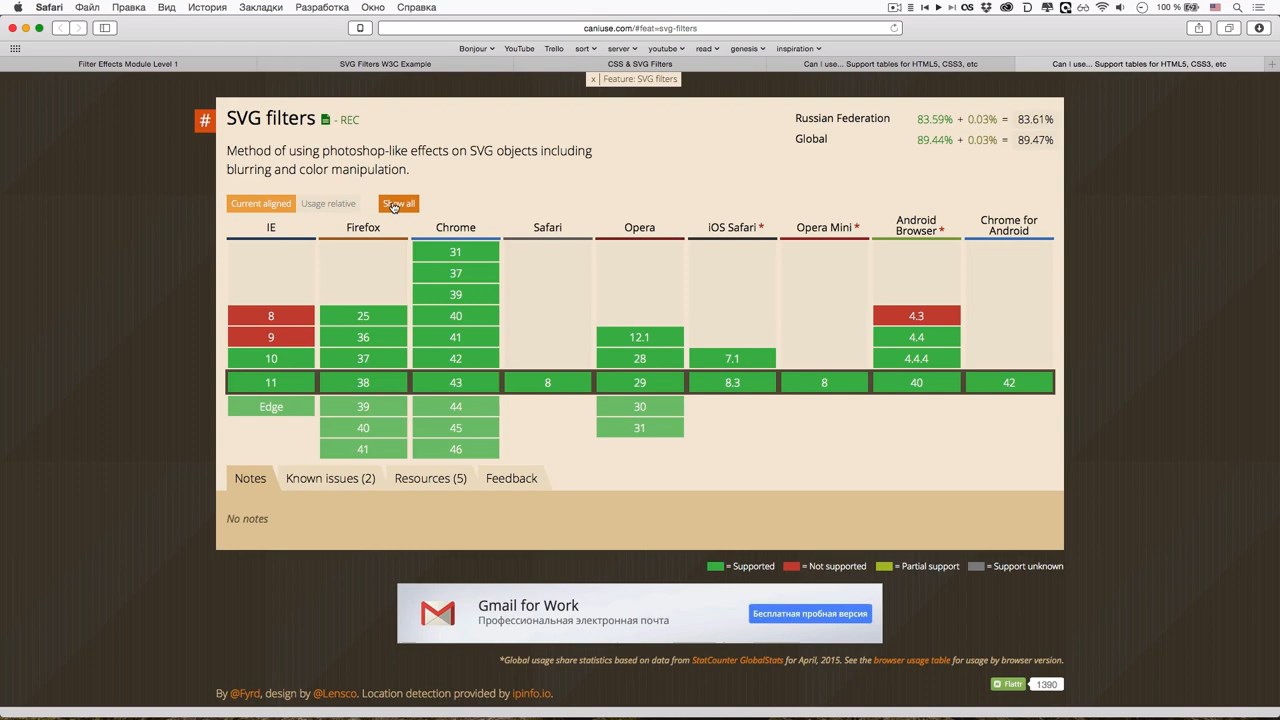 Safari Файл Правка Вид История Закладки Разработка Окно Справка 100 %
caniuse.com/#feat=svg-filters
Bonjour YouTube Trello sort server youtube read genesis inspiration
Filter Effects Module Level 1 SVG Filters W3C Example CSS & SVG Filters Can I use... Support tables for HTML5, CSS3, etc Can I use... Support tables for HTML5, CSS3, etc
x Feature: SVG filters
# SVG filters - REC
Russian Federation 83.59% + 0.03% = 83.61%
Global 89.44% + 0.03% = 89.47%
Method of using photoshop-like effects on SVG objects including
blurring and color manipulation.
Current aligned Usage relative Show all
IE Firefox Chrome Safari Opera iOS Safari * Opera Mini * Android Browser * Chrome for Android
31
37
39
8 25 40 4.3
9 36 41 12.1 4.4
10 37 42 28 7.1 4.4.4
11 38 43 8 29 8.3 8 40 42
Edge 39 44 30
40 45 31
41 46
Notes Known issues (2) Resources (5) Feedback
No notes
= Supported = Not supported = Partial support = Support unknown
Gmail for Work
Профессиональная электронная почта
Бесплатная пробная версия
*Global usage share statistics based on data from StatCounter GlobalStats for April, 2015. See the browser usage table for usage by browser version.
Flattr 1390
By @Fyrd, design by @Lensco. Location detection provided by ipinfo.io.